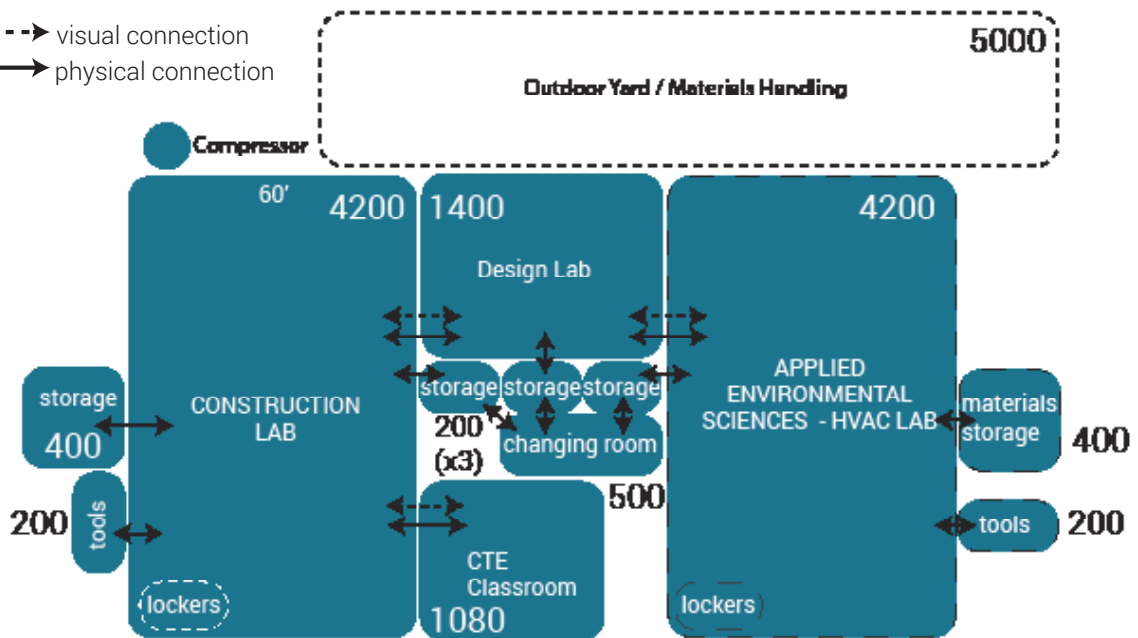 visual connection
physical connection
5000
Outdoor Yard / Materials Handling
Compressor
60'
4200
1400
Design Lab
4200
storage
400
CONSTRUCTION
LAB
storage
storage
storage
200
(x3)
changing room
500
APPLIED
ENVIRONMENTAL
SCIENCES - HVAC LAB
materials
storage
400
200
tools
tools
200
CTE
Classroom
1080
lockers
lockers